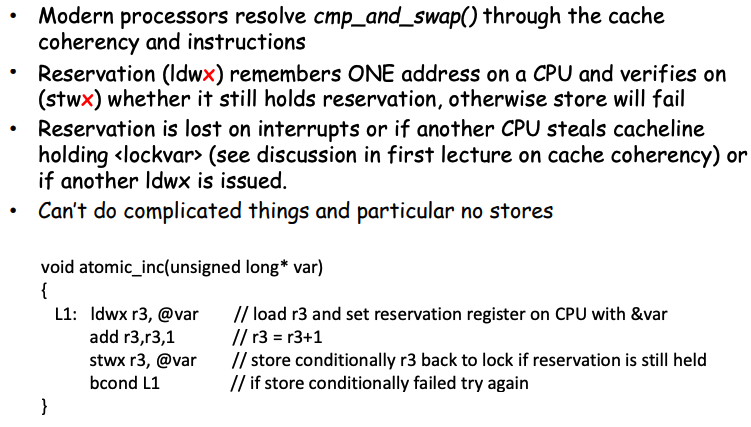 • Modern processors resolve cmp_and_swap() through the cache
coherency and instructions
• Reservation (ldwx) remembers ONE address on a CPU and verifies on
(stwx) whether it still holds reservation, otherwise store will fail
• Reservation is lost on interrupts or if another CPU steals cacheline
holding <lockvar> (see discussion in first lecture on cache coherency) or
if another ldwx is issued.
• Can't do complicated things and particular no stores
void atomic_inc(unsigned long* var)
{
L1: ldwx r3, @var // load r3 and set reservation register on CPU with &var
add r3,r3,1 // r3 = r3+1
stwx r3, @var // store conditionally r3 back to lock if reservation is still held
bcond L1 // if store conditionally failed try again
}